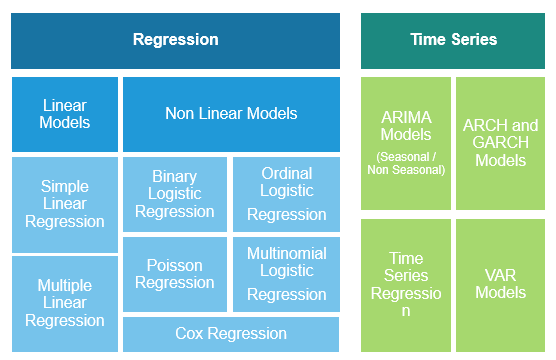 Regression
Time Series
Linear
Models
Non Linear Models
Simple
Linear
Regression
Multiple
Linear
Regression
Binary
Logistic
Regression
Ordinal
Logistic
Regression
Poisson
Regression
Multinomial
Logistic
Regression
Cox Regression
ARIMA
Models
(Seasonal /
Non Seasonal)
ARCH and
GARCH
Models
Time
Series
Regressio
n
VAR
Models